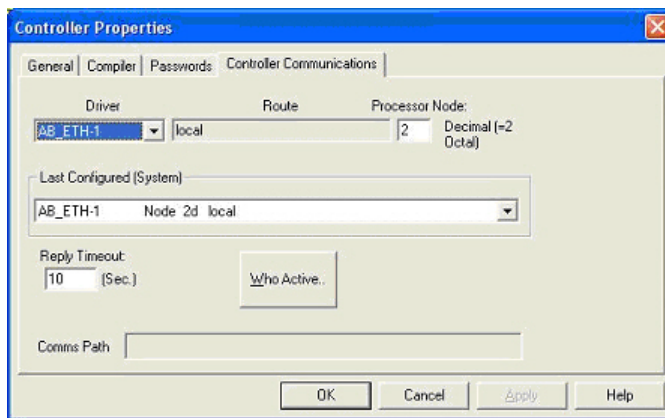 Controller Properties
General Compiler Passwords Controller Communications
Driver Route Processor Node:
AB_ETH-1 local 2 Decimal (=2
Octal)
Last Configured (System)
AB_ETH-1 Node 2d local
Reply Timeout:
10 (Sec.) Who Active..
Comms Path
OK Cancel Apply Help